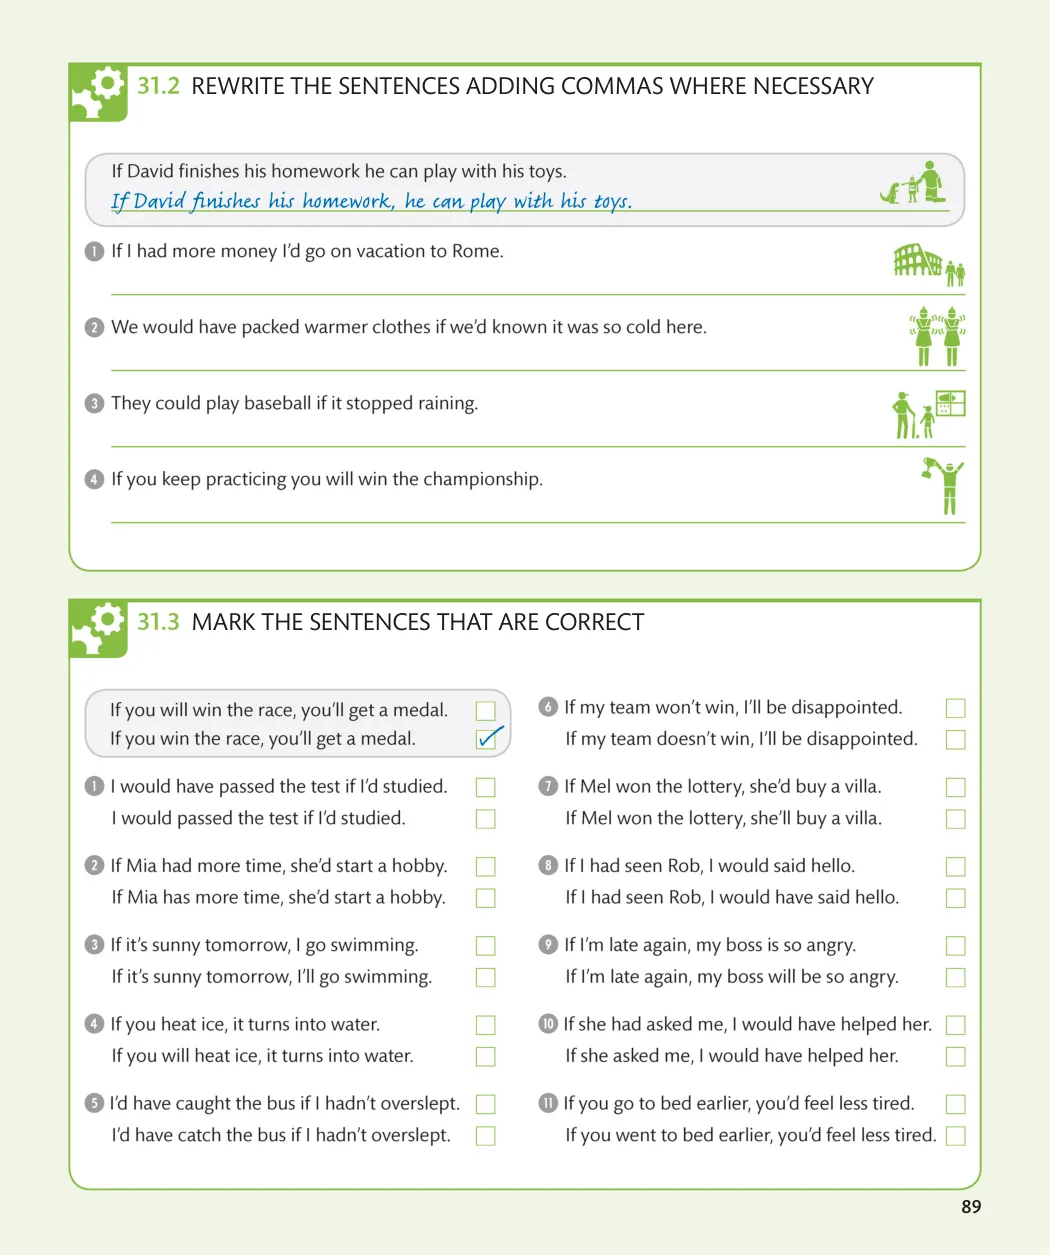 31.2 REWRITE THE SENTENCES ADDING COMMAS WHERE NECESSARY
If David finishes his homework he can play with his toys.
If David finishes his homework, he can play with his toys.
1 If I had more money I'd go on vacation to Rome.
2 We would have packed warmer clothes if we'd known it was so cold here.
3 They could play baseball if it stopped raining.
4 If you keep practicing you will win the championship.
31.3 MARK THE SENTENCES THAT ARE CORRECT
If you will win the race, you'll get a medal.
If you win the race, you'll get a medal.
1 I would have passed the test if I'd studied.
I would passed the test if I'd studied.
2 If Mia had more time, she'd start a hobby.
If Mia has more time, she'd start a hobby.
3 If it's sunny tomorrow, I go swimming.
If it's sunny tomorrow, I'll go swimming.
4 If you heat ice, it turns into water.
If you will heat ice, it turns into water.
5 I'd have caught the bus if I hadn't overslept.
I'd have catch the bus if I hadn't overslept.
6 If my team won't win, I'll be disappointed.
If my team doesn't win, I'll be disappointed.
7 If Mel won the lottery, she'd buy a villa.
If Mel won the lottery, she'll buy a villa.
8 If I had seen Rob, I would said hello.
If I had seen Rob, I would have said hello.
9 If I'm late again, my boss is so angry.
If I'm late again, my boss will be so angry.
10 If she had asked me, I would have helped her.
If she asked me, I would have helped her.
11 If you go to bed earlier, you'd feel less tired.
If you went to bed earlier, you'd feel less tired.
89